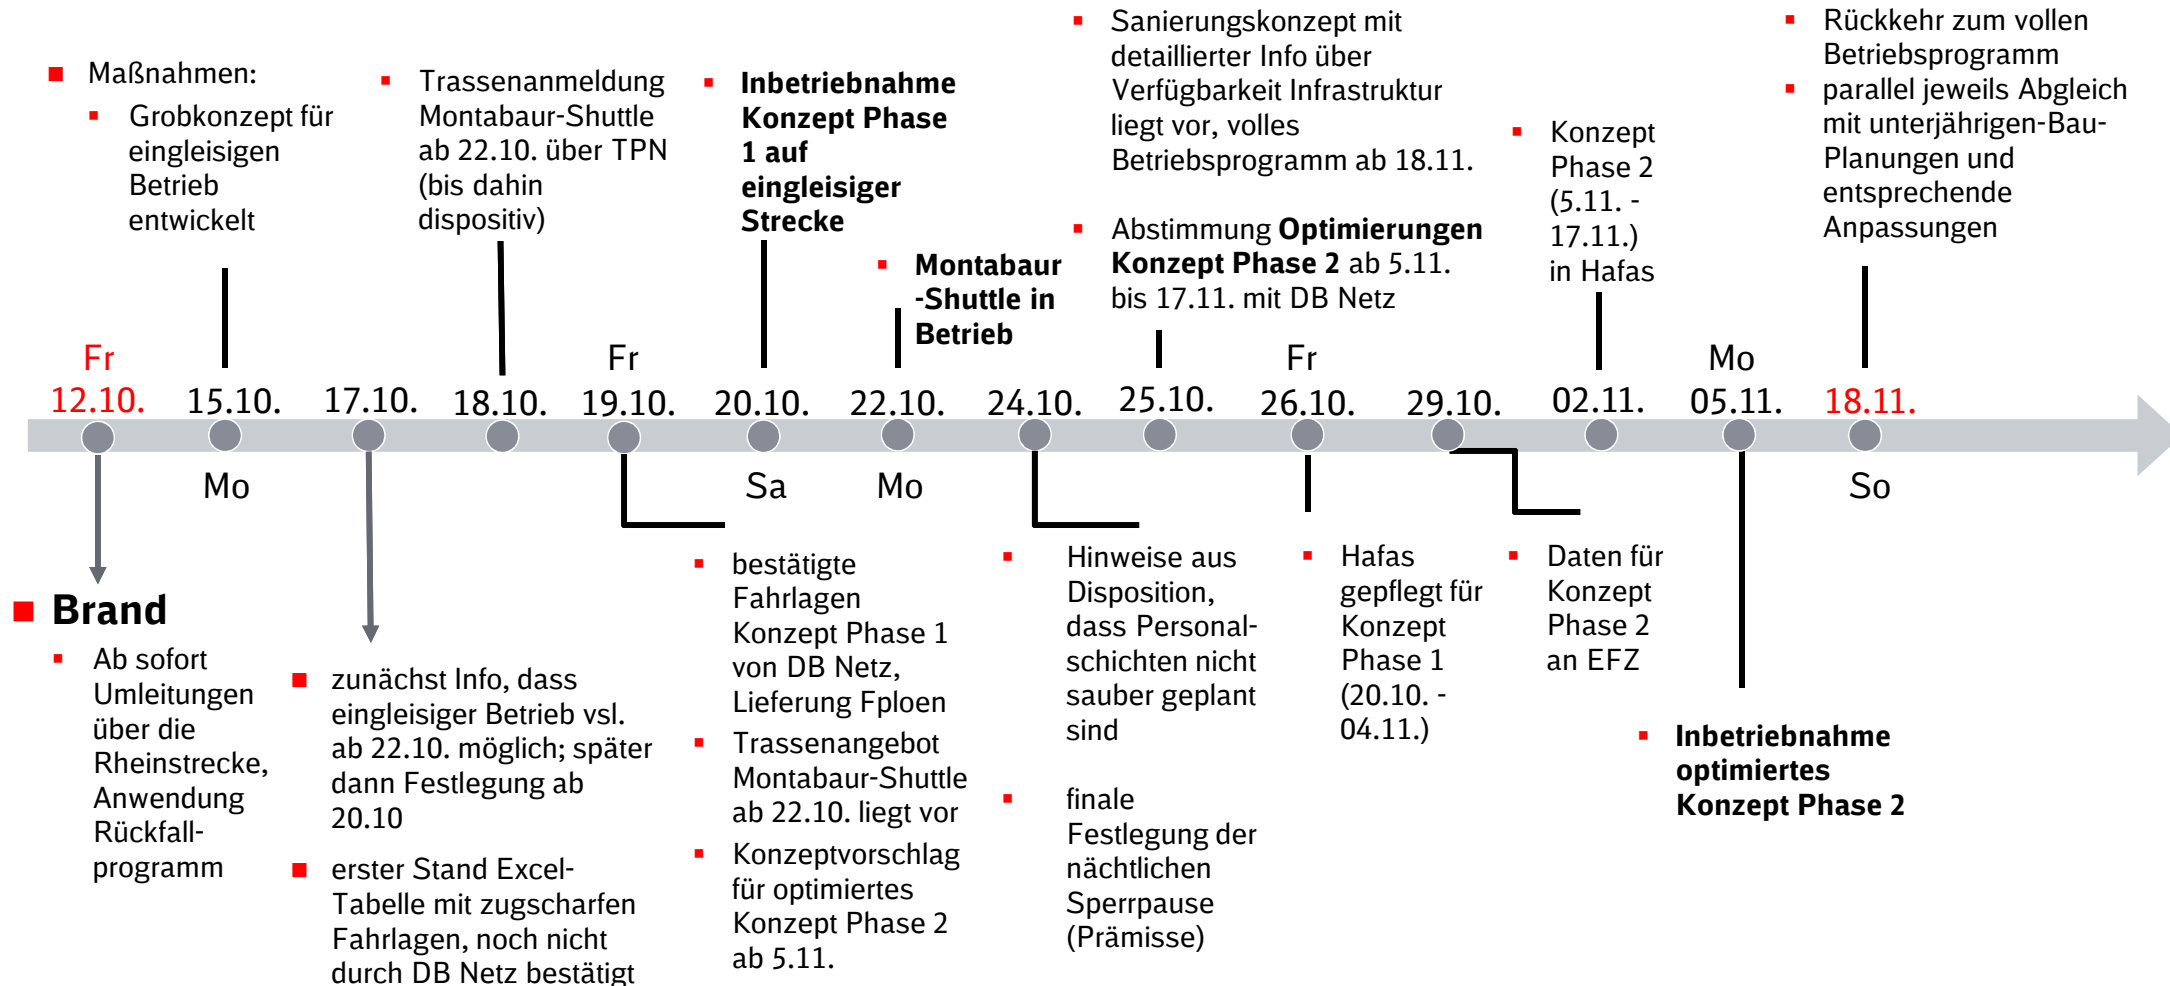 Maßnahmen:
Grobkonzept für
eingleisigen
Betrieb
entwickelt
Trassenanmeldung
Montabaur-Shuttle
ab 22.10. über TPN
(bis dahin
dispositiv)
Inbetriebnahme
Konzept Phase
1 auf
eingleisiger
Strecke
Montabaur
-Shuttle in
Betrieb
Sanierungskonzept mit
detaillierter Info über
Verfügbarkeit Infrastruktur
liegt vor, volles
Betriebsprogramm ab 18.11.
Abstimmung Optimierungen
Konzept Phase 2 ab 5.11.
bis 17.11. mit DB Netz
Konzept
Phase 2
(5.11. -
17.11.)
in Hafas
Rückkehr zum vollen
Betriebsprogramm
parallel jeweils Abgleich
mit unterjährigen-Bau-
Planungen und
entsprechende
Anpassungen
Fr
Fr
Fr
Mo
12.10.
15.10.
17.10.
18.10.
19.10.
20.10.
22.10.
24.10.
25.10.
26.10.
29.10.
02.11.
05.11.
18.11.
Mo
Sa
Mo
So
Brand
Ab sofort
Umleitungen
über die
Rheinstrecke,
Anwendung
Rückfall-
programm
zunächst Info, dass
eingleisiger Betrieb vsl.
ab 22.10. möglich; später
dann Festlegung ab
20.10
erster Stand Excel-
Tabelle mit zugscharfen
Fahrlagen, noch nicht
durch DB Netz bestätigt
bestätigte
Fahrlagen
Konzept Phase 1
von DB Netz,
Lieferung Fploen
Trassenangebot
Montabaur-Shuttle
ab 22.10. liegt vor
Konzeptvorschlag
für optimiertes
Konzept Phase 2
ab 5.11.
Hinweise aus
Disposition,
dass Personal-
schichten nicht
sauber geplant
sind
finale
Festlegung der
nächtlichen
Sperrpause
(Prämisse)
Hafas
gepflegt für
Konzept
Phase 1
(20.10. -
04.11.)
Daten für
Konzept
Phase 2
an EFZ
Inbetriebnahme
optimiertes
Konzept Phase 2